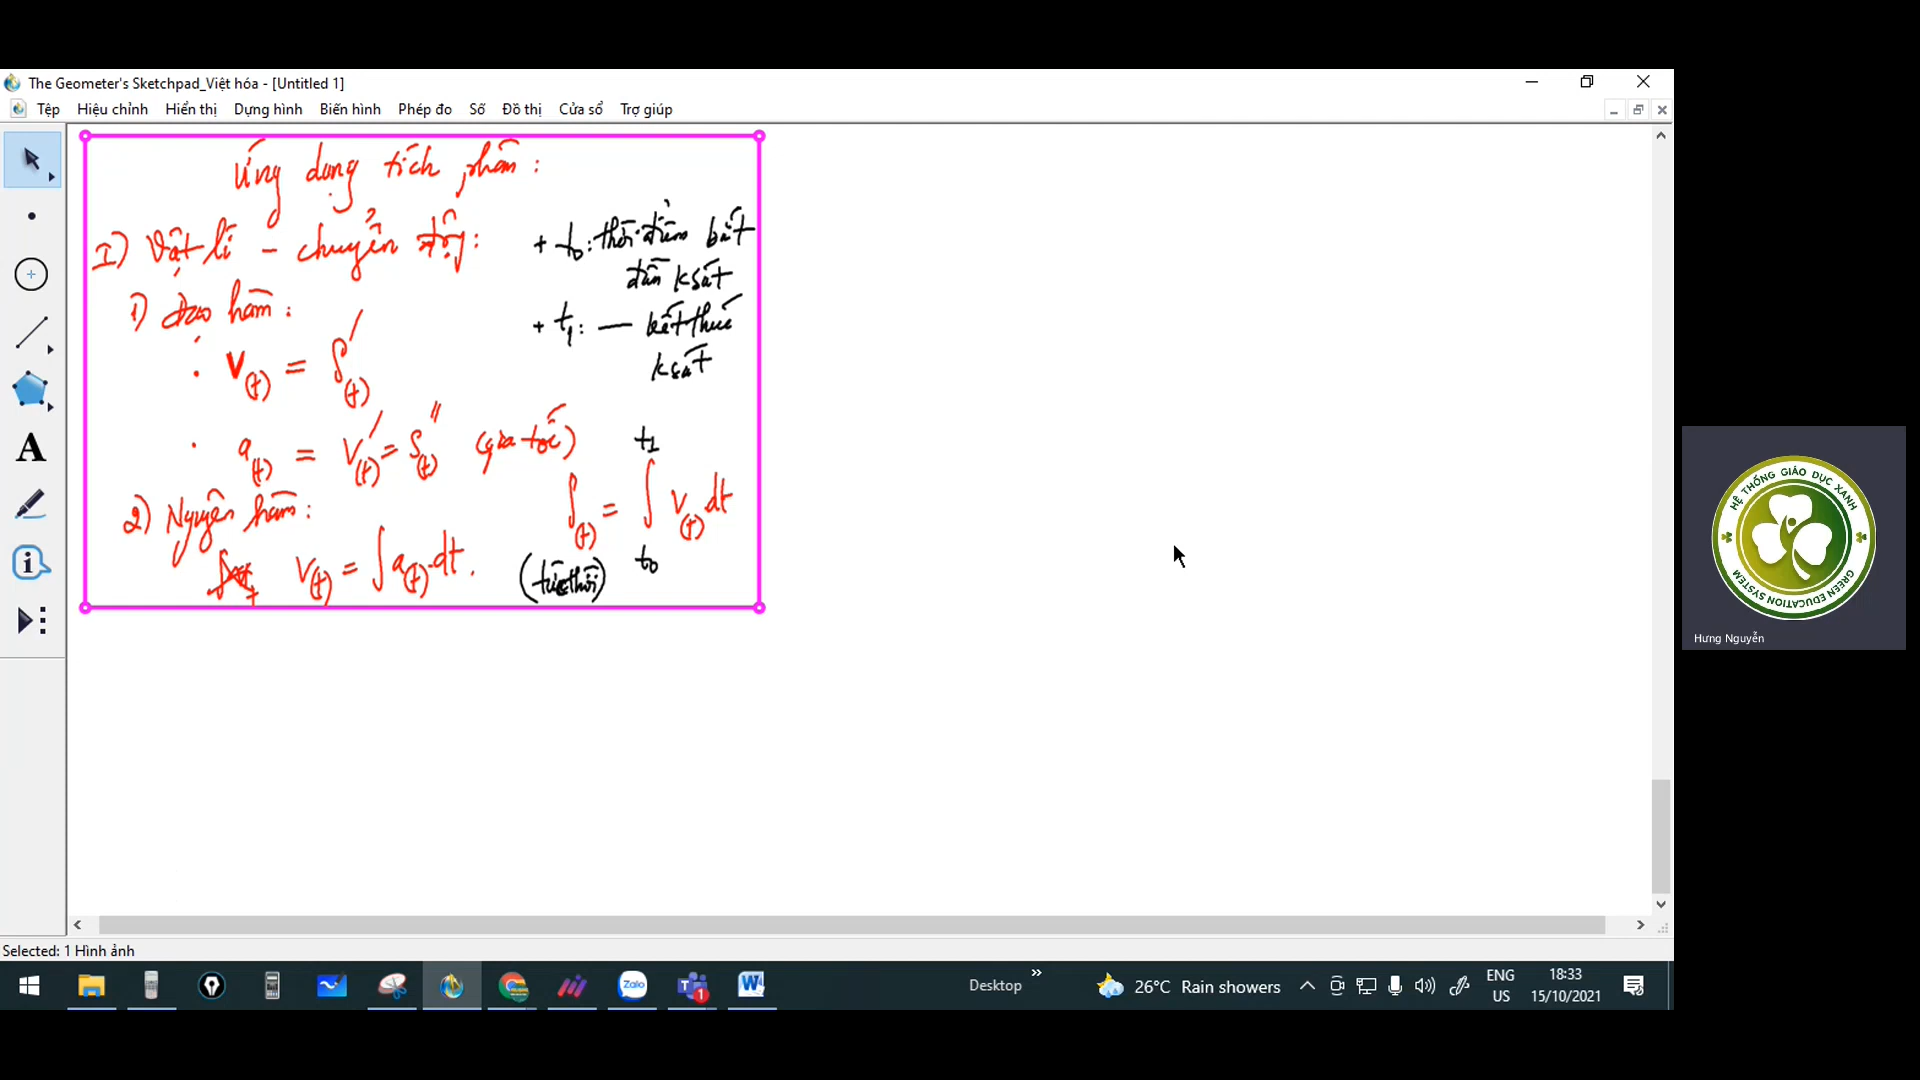 The Geometer's Sketchpad_Việt hóa - [Untitled 1]
Tệp Hiệu chỉnh Hiển thị Dựng hình Biến hình Phép đo Số Đồ thị Cửa sổ Trợ giúp
Ứng dụng tích phân :
I) Vật lí - chuyển động :
1) Đạo hàm :
. V(t) = S'(t)
. a(t) = V'(t) = S''(t) (gia tốc)
2) Nguyên hàm :
V(t) = ∫ a(t) . dt .
+ t₀ : thời điểm bắt
đầu ksát
+ t₁ : — kết thúc
ksát
S(t) = ∫ V(t) dt
t₁
t₀
(tức thời)
A
HỆ THỐNG GIÁO DỤC XANH
GREEN EDUCATION SYSTEM
Hưng Nguyễn
Selected: 1 Hình ảnh
Zalo
1
W
Desktop
26°C Rain showers
ENG
US
18:33
15/10/2021